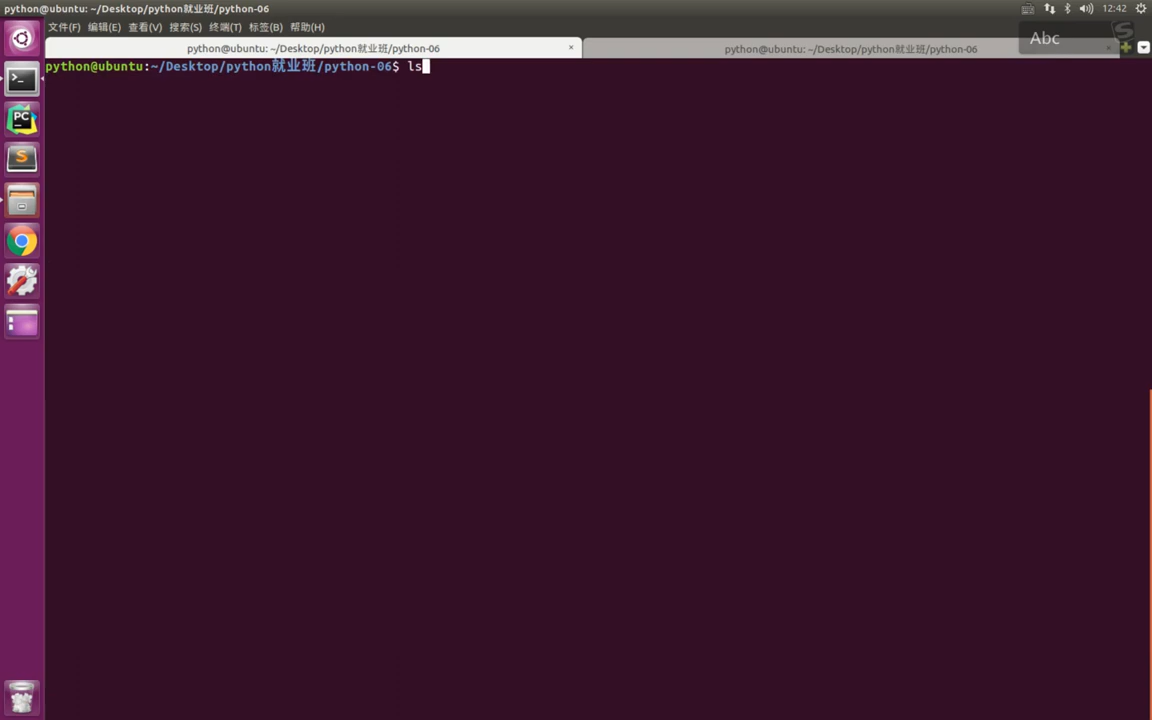 python@ubuntu: ~/Desktop/python就业班/python-06
12:42
文件(F) 编辑(E) 查看(V) 搜索(S) 终端(T) 标签(B) 帮助(H)
Abc
python@ubuntu: ~/Desktop/python就业班/python-06 ×
python@ubuntu: ~/Desktop/python就业班/python-06 ×
python@ubuntu:~/Desktop/python就业班/python-06$ ls
PC
S